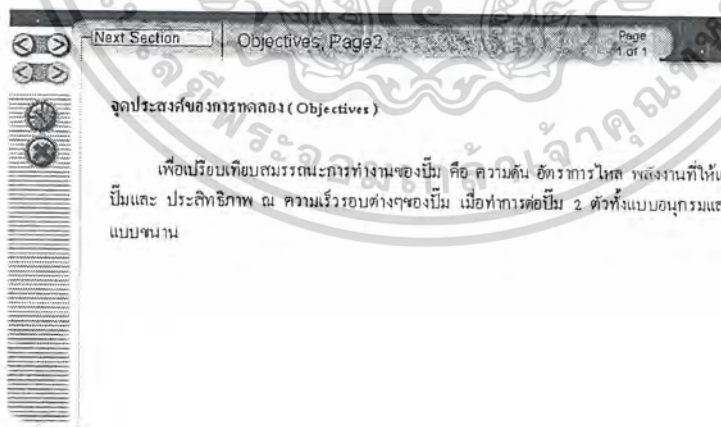 Next Section
Objectives, Page2
Page
1 of 1
จุดประสงค์ของการทดลอง ( Objectives )
เพื่อเปรียบเทียบสมรรถนะการทำงานของปั๊ม คือ ความดัน อัตราการไหล พลังงานที่ให้
ปั๊มและ ประสิทธิภาพ ณ ความเร็วรอบต่างๆของปั๊ม เมื่อทำการต่อปั๊ม 2 ตัวทั้งแบบอนุกรม
แบบขนาน